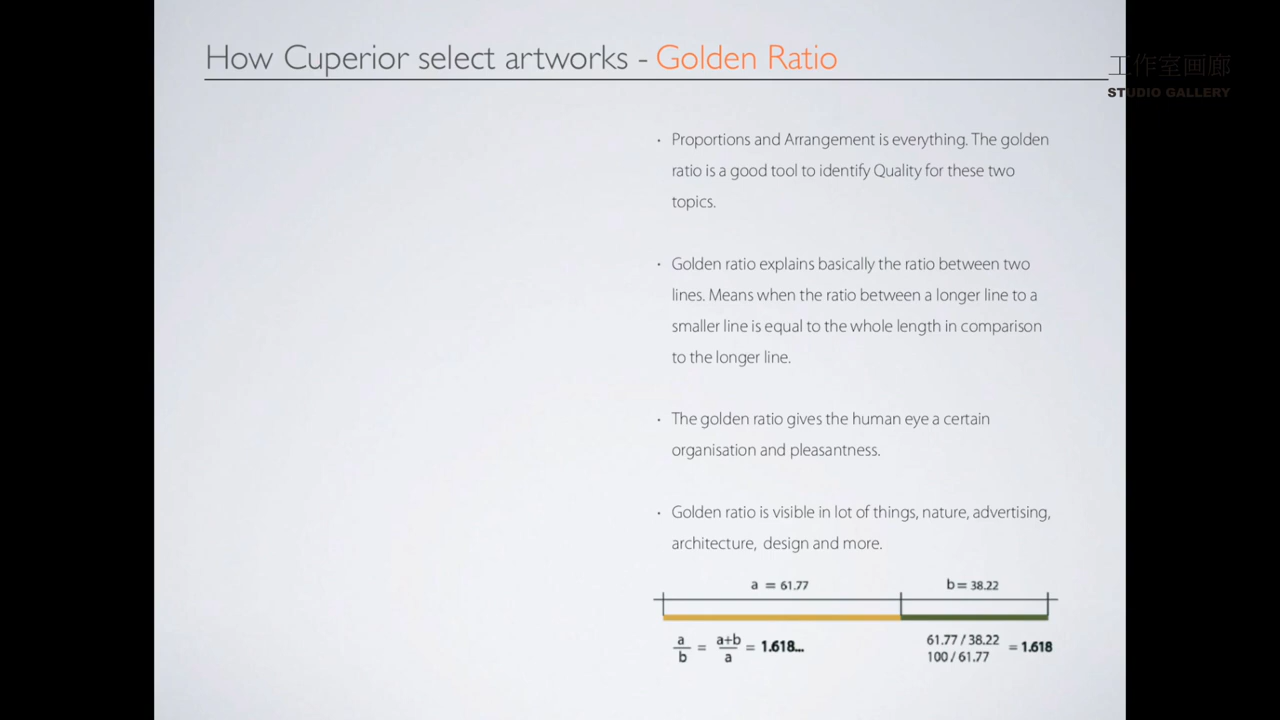 How Cuperior select artworks - Golden Ratio
工作室画廊
STUDIO GALLERY
• Proportions and Arrangement is everything. The golden
ratio is a good tool to identify Quality for these two
topics.
• Golden ratio explains basically the ratio between two
lines. Means when the ratio between a longer line to a
smaller line is equal to the whole length in comparison
to the longer line.
• The golden ratio gives the human eye a certain
organisation and pleasantness.
• Golden ratio is visible in lot of things, nature, advertising,
architecture, design and more.
a = 61.77
b = 38.22
a/b = a+b/a = 1.618...
61.77 / 38.22
100 / 61.77
= 1.618